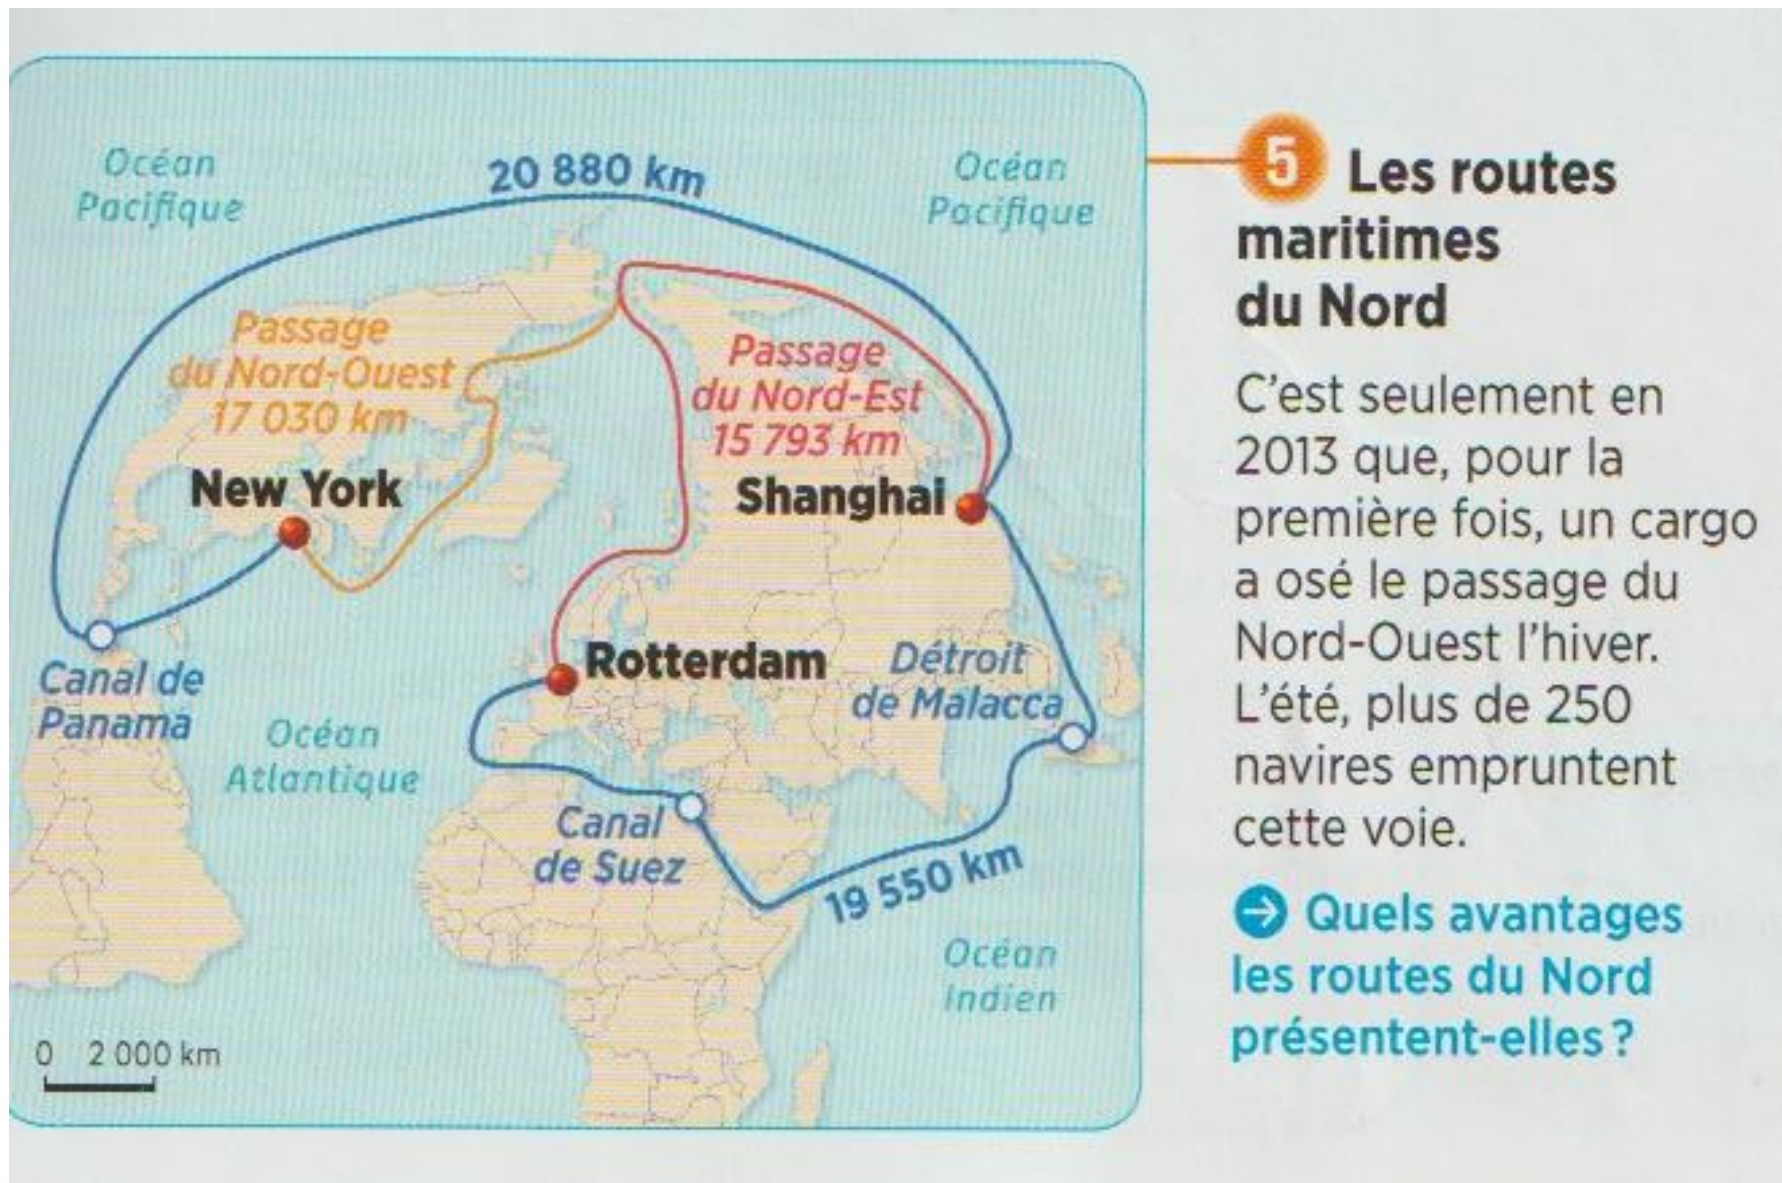 Océan
Pacifique
20 880 km
Océan
Pacifique
Passage
du Nord-Ouest
17 030 km
Passage
du Nord-Est
15 793 km
New York
Shanghai
Canal de
Panama
Rotterdam
Détroit
de Malacca
Océan
Atlantique
Canal
de Suez
19 550 km
Océan
Indien
0 2 000 km
5 Les routes
maritimes
du Nord
C'est seulement en
2013 que, pour la
première fois, un cargo
a osé le passage du
Nord-Ouest l'hiver.
L'été, plus de 250
navires empruntent
cette voie.
➔ Quels avantages
les routes du Nord
présentent-elles ?